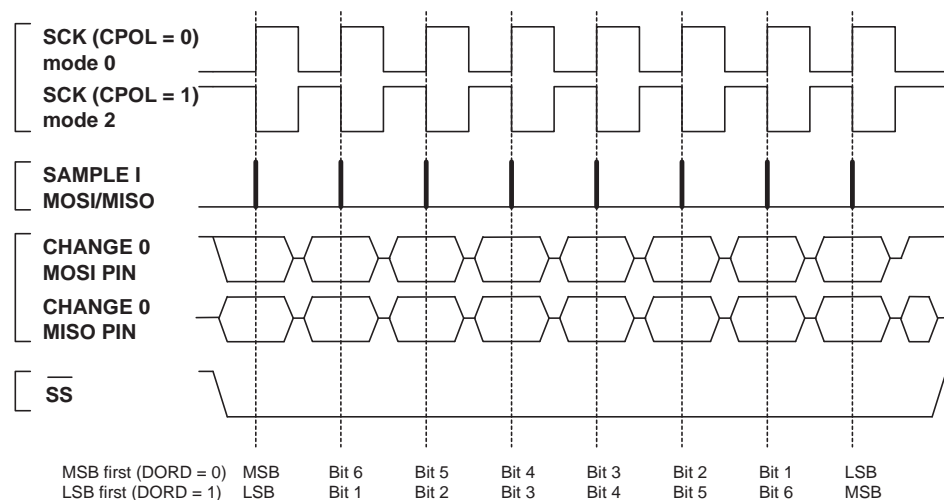 SCK (CPOL = 0)
mode 0
SCK (CPOL = 1)
mode 2
SAMPLE I
MOSI/MISO
CHANGE 0
MOSI PIN
CHANGE 0
MISO PIN
SS
MSB first (DORD = 0) MSB Bit 6 Bit 5 Bit 4 Bit 3 Bit 2 Bit 1 LSB
LSB first (DORD = 1) LSB Bit 1 Bit 2 Bit 3 Bit 4 Bit 5 Bit 6 MSB